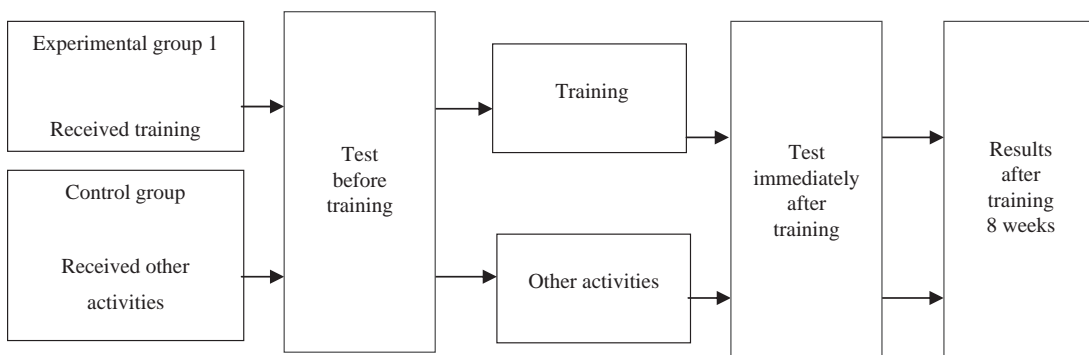 Experimental group 1
Received training
Control group
Received other
activities
Test
before
training
Training
Other activities
Test
immediately
after
training
Results
after
training
8 weeks